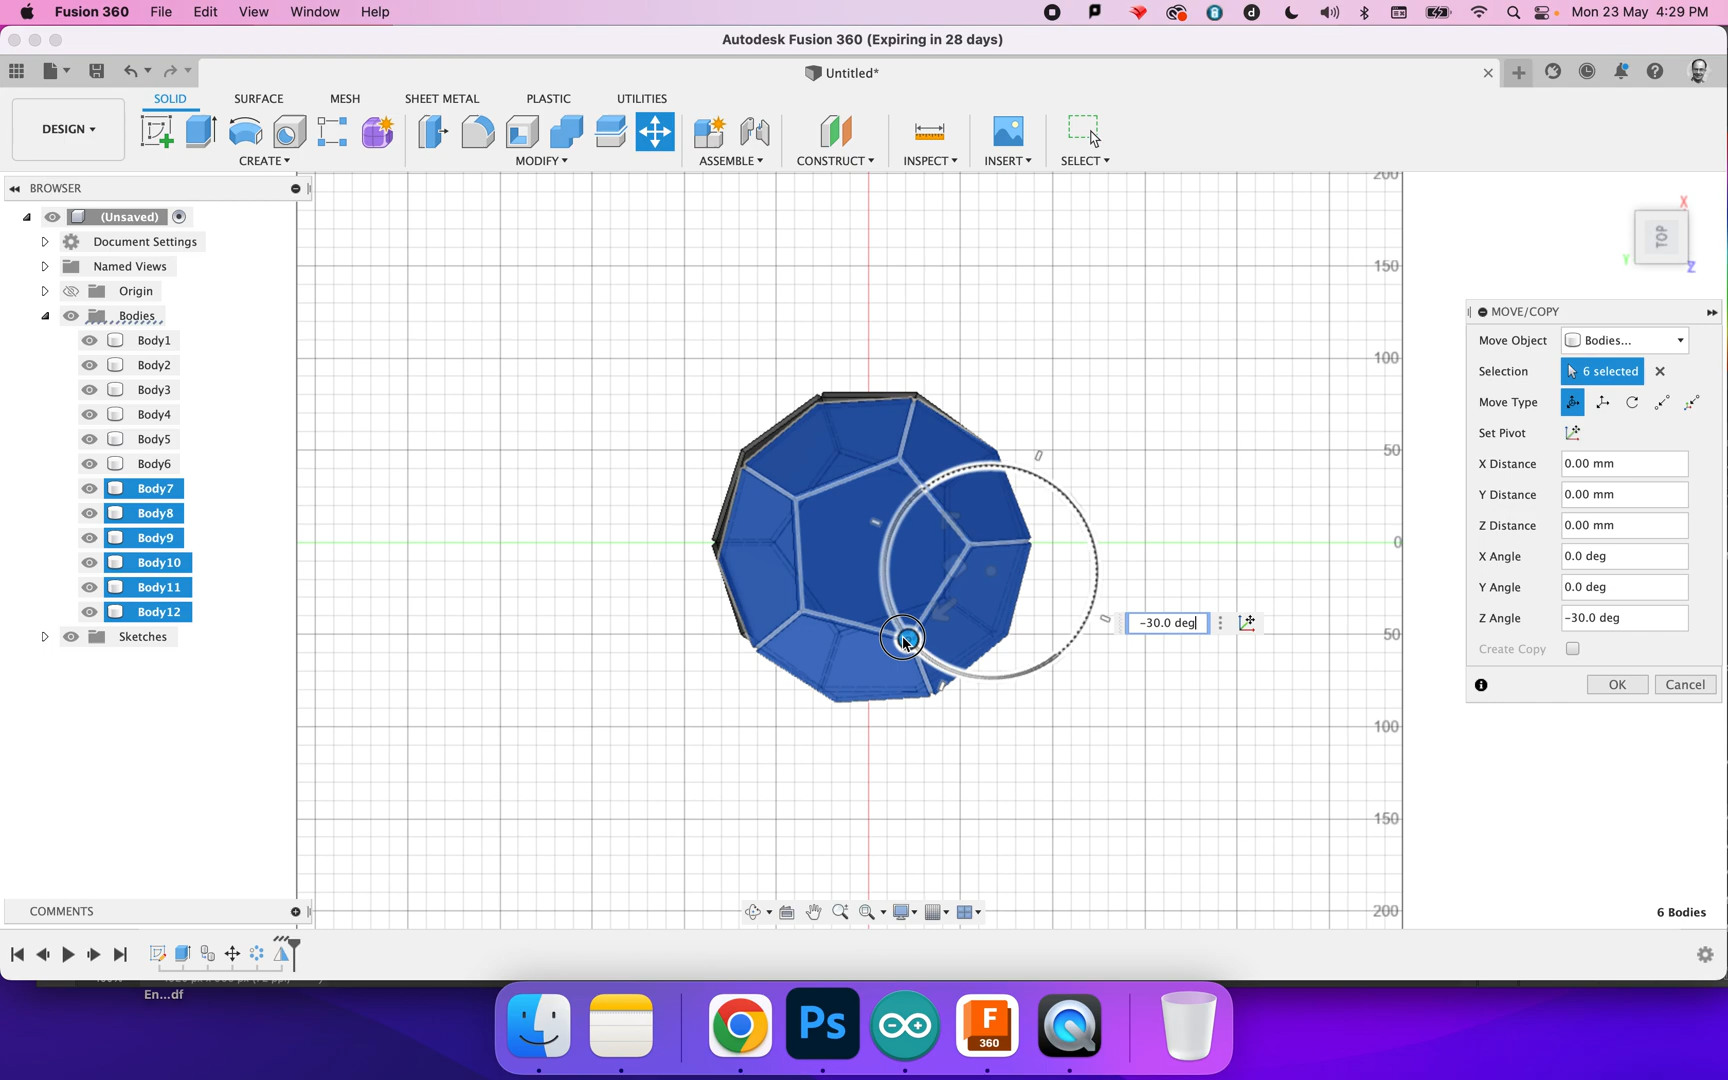 Fusion 360 File Edit View Window Help Mon 23 May 4:29 PM
Autodesk Fusion 360 (Expiring in 28 days)
Untitled*
SOLID SURFACE MESH SHEET METAL PLASTIC UTILITIES
DESIGN
CREATE MODIFY ASSEMBLE CONSTRUCT INSPECT INSERT SELECT
BROWSER
(Unsaved)
Document Settings
Named Views
Origin
Bodies
Body1
Body2
Body3
Body4
Body5
Body6
Body7
Body8
Body9
Body10
Body11
Body12
Sketches
200
150
100
50
0
50
100
150
200
0
0
-30.0 deg
X
TOP
Y
Z
MOVE/COPY
Move Object Bodies...
Selection 6 selected
Move Type
Set Pivot
X Distance 0.00 mm
Y Distance 0.00 mm
Z Distance 0.00 mm
X Angle 0.0 deg
Y Angle 0.0 deg
Z Angle -30.0 deg
Create Copy
OK Cancel
6 Bodies
COMMENTS
En...df
Ps
F
360